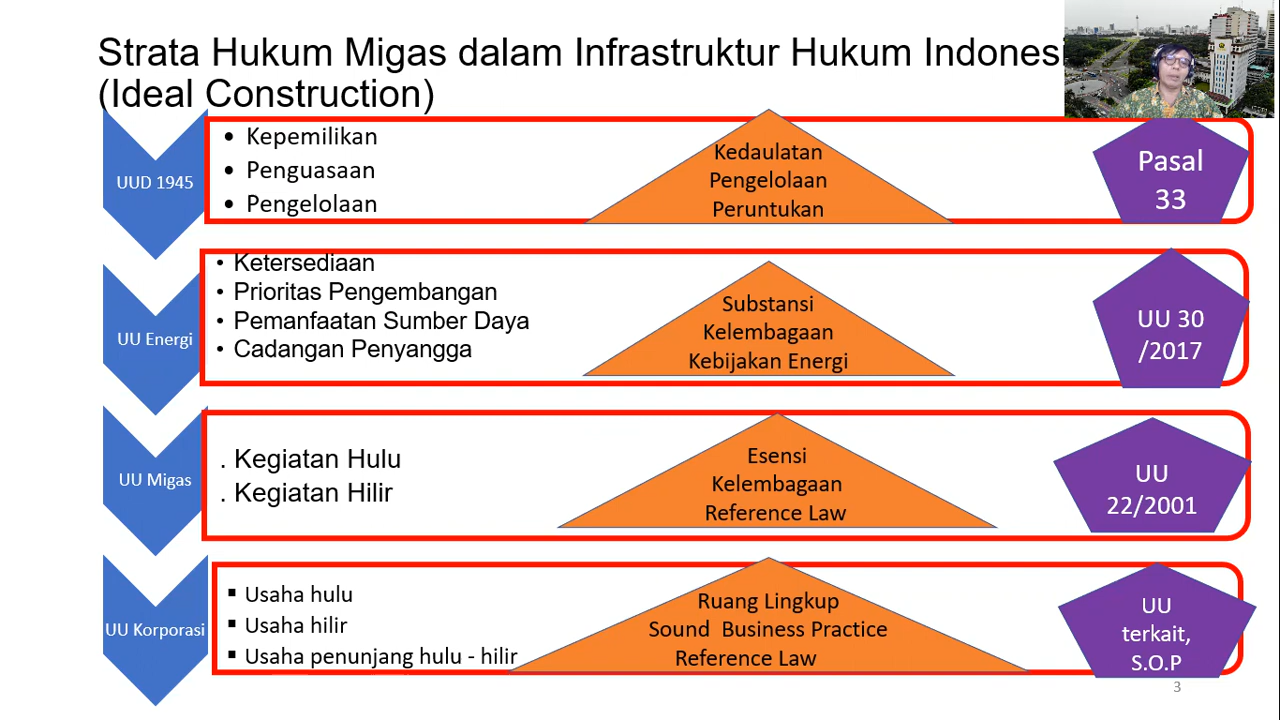 Strata Hukum Migas dalam Infrastruktur Hukum Indonesi
(Ideal Construction)
UUD 1945
• Kepemilikan
• Penguasaan
• Pengelolaan
Kedaulatan
Pengelolaan
Peruntukan
Pasal
33
UU Energi
• Ketersediaan
• Prioritas Pengembangan
• Pemanfaatan Sumber Daya
• Cadangan Penyangga
Substansi
Kelembagaan
Kebijakan Energi
UU 30
/2017
UU Migas
. Kegiatan Hulu
. Kegiatan Hilir
Esensi
Kelembagaan
Reference Law
UU
22/2001
UU Korporasi
▪ Usaha hulu
▪ Usaha hilir
▪ Usaha penunjang hulu - hilir
Ruang Lingkup
Sound Business Practice
Reference Law
UU
terkait,
S.O.P
3